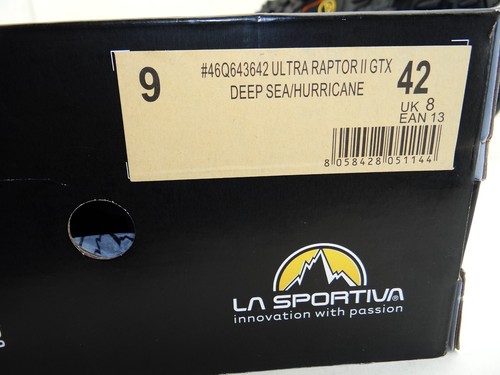 9
#46Q643642 ULTRA RAPTOR II GTX
DEEP SEA/HURRICANE
42
UK 8
EAN 13
8 058428 051144
LA SPORTIVA®
innovation with passion